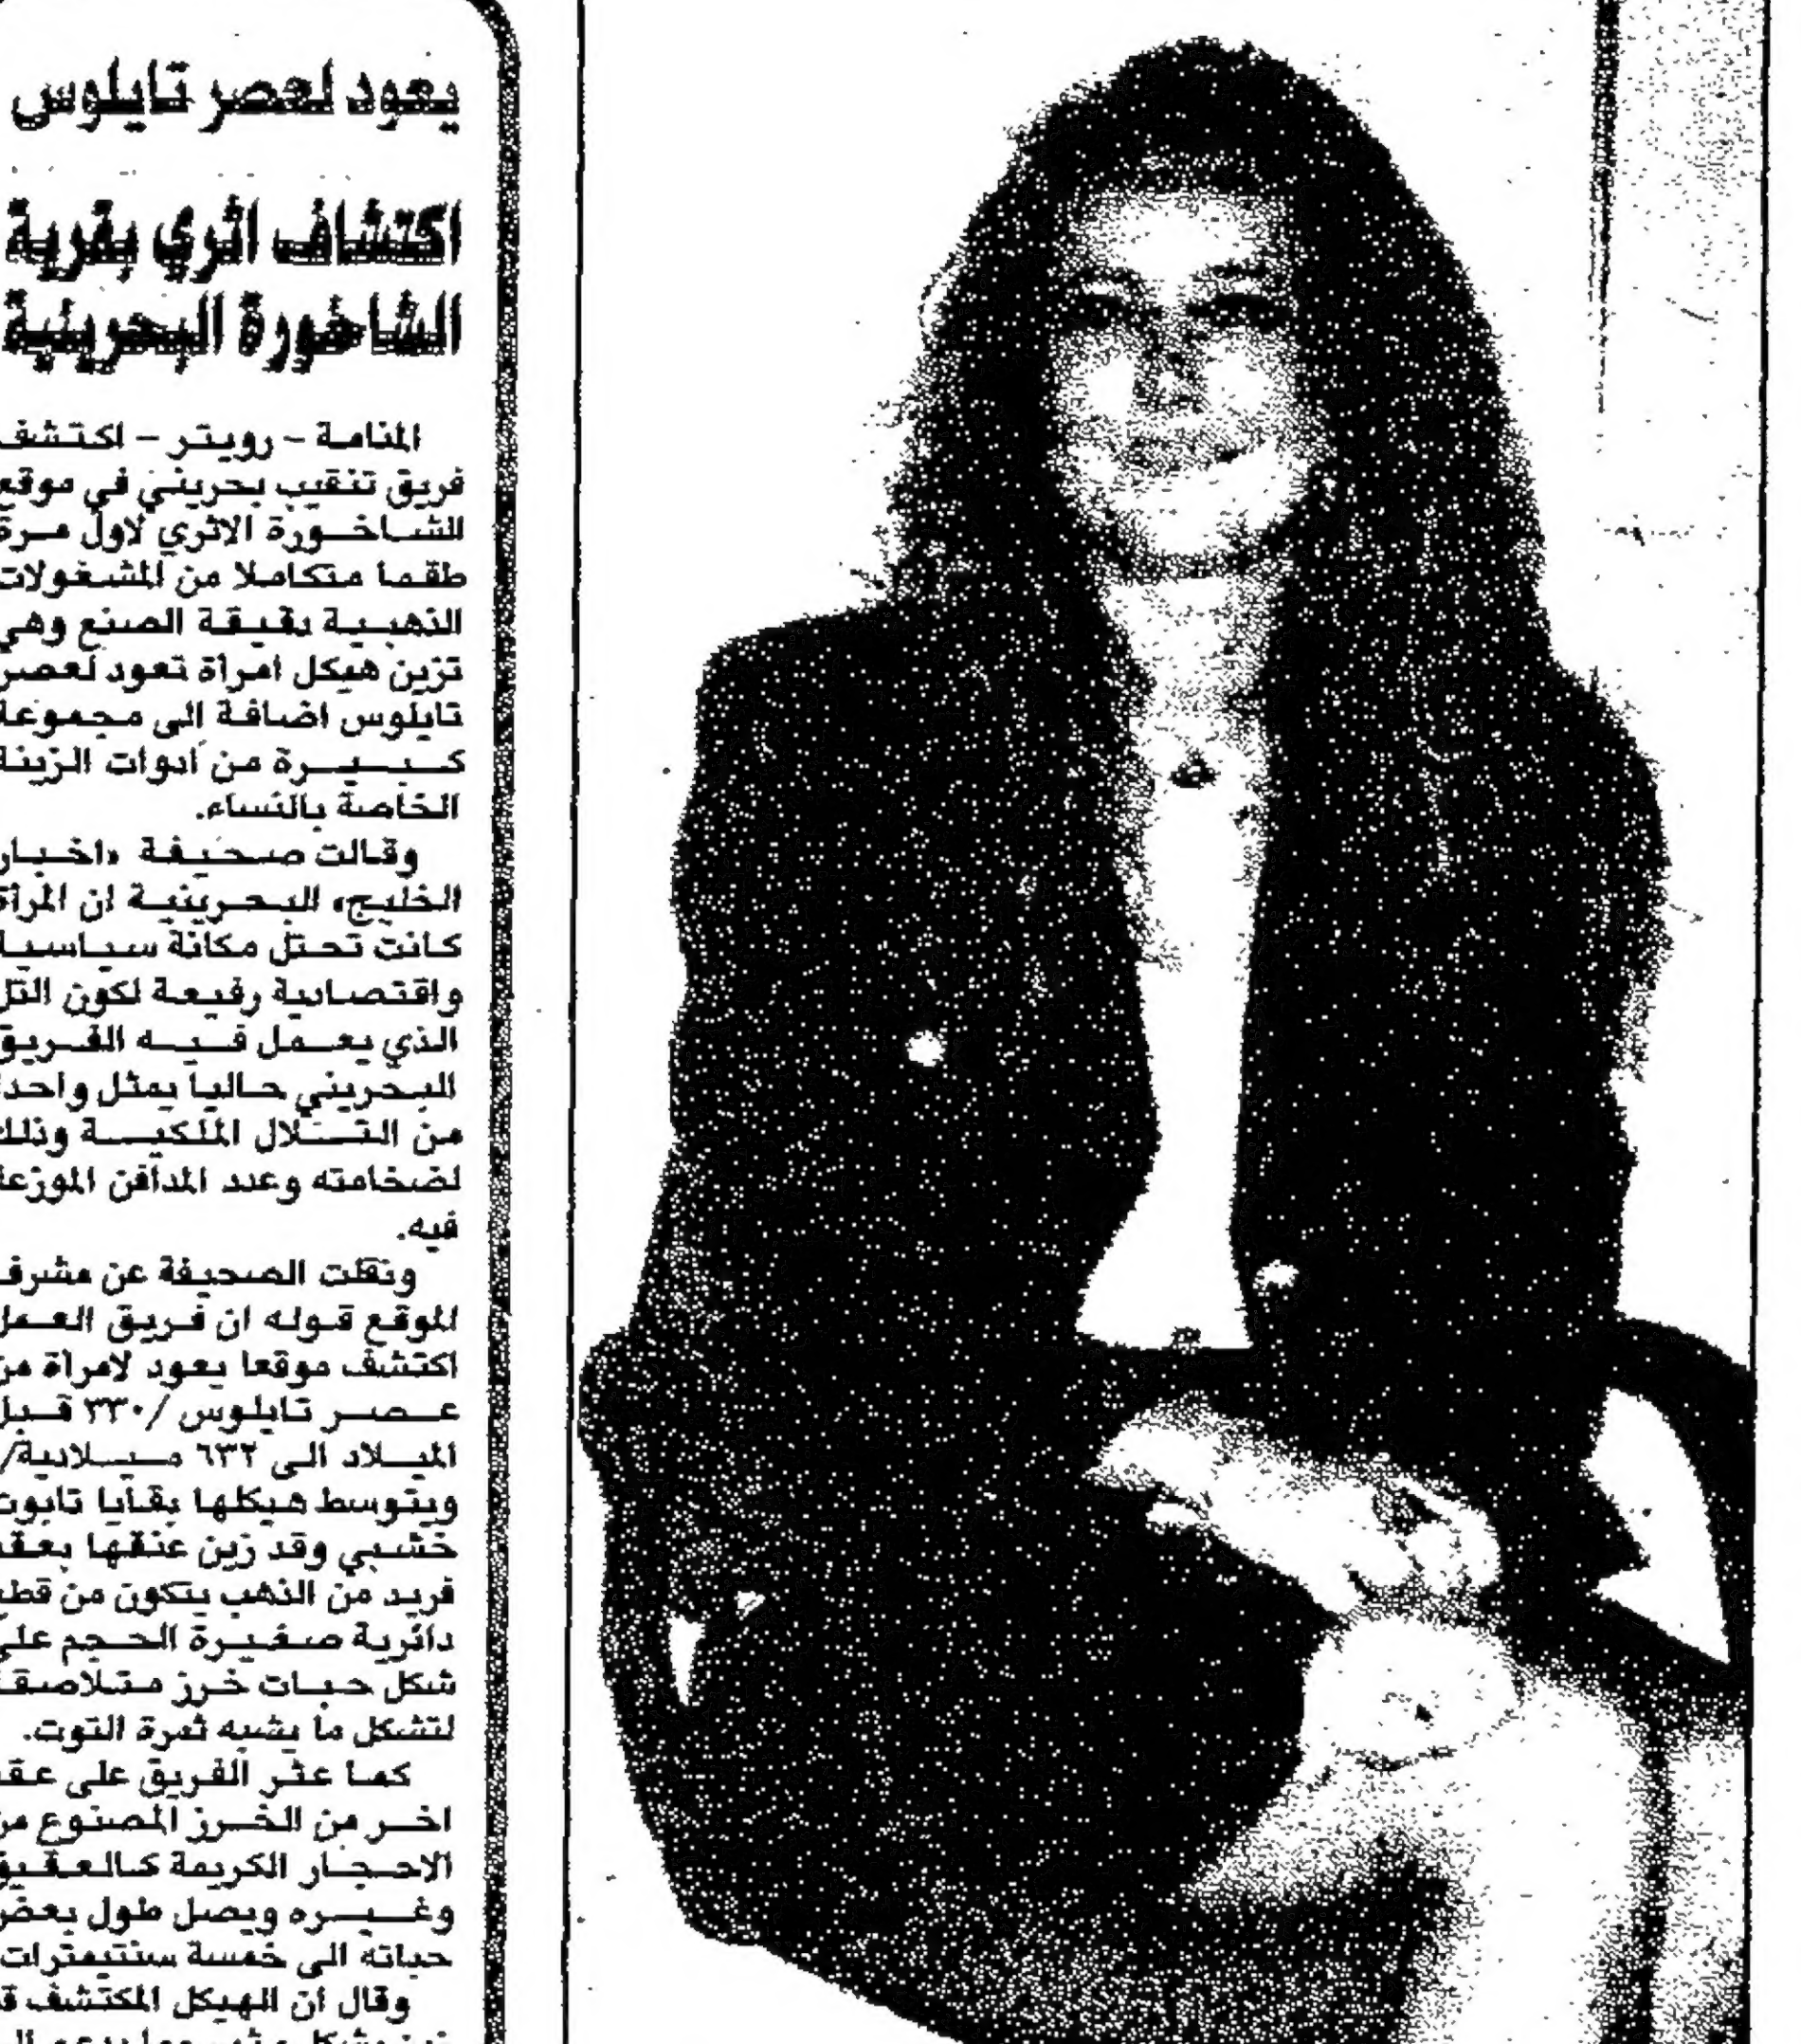 يعود لعصر تايلوس
اكتشاف اثري بقرية
الشاخورة البحرينية
المنامة - رويتر - اكتشف
فريق تنقيب بحريني في موقع
الشاخورة الاثري لاول مرة
طقما متكاملا من المشغولات
الذهبية دقيقة الصنع وهي
تزين هيكل امرأة تعود لعصر
تايلوس اضافة الى مجموعة
كبيرة من أدوات الزينة
الخاصة بالنساء.
وقالت صحيفة «اخبار
الخليج» البحرينية ان المرأة
كانت تحتل مكانة سياسية
واقتصادية رفيعة لكون التل
الذي يعمل فيه الفريق
البحريني حاليا يمثل واحدا
من التلال الملكية وذلك
لضخامته وعدد المدافن الموزعة
فيه.
ونقلت الصحيفة عن مشرف
الموقع قوله ان فريق العمل
اكتشف موقعا يعود لامرأة من
عصر تايلوس /٣٣٠ قبل
الميلاد الى ٦٣٢ ميلادية/
ويتوسط هيكلها بقايا تابوت
خشبي وقد زين عنقها بعقد
فريد من الذهب يتكون من قطع
دائرية صغيرة الحجم على
شكل حبات خرز متلاصقة
لتشكل ما يشبه ثمرة التوت.
كما عثر الفريق على عقد
اخر من الخرز المصنوع من
الاحجار الكريمة كالعقيق
وغيره ويصل طول بعض
حباته الى خمسة سنتيمترات
وقال ان الهيكل المكتشف قد